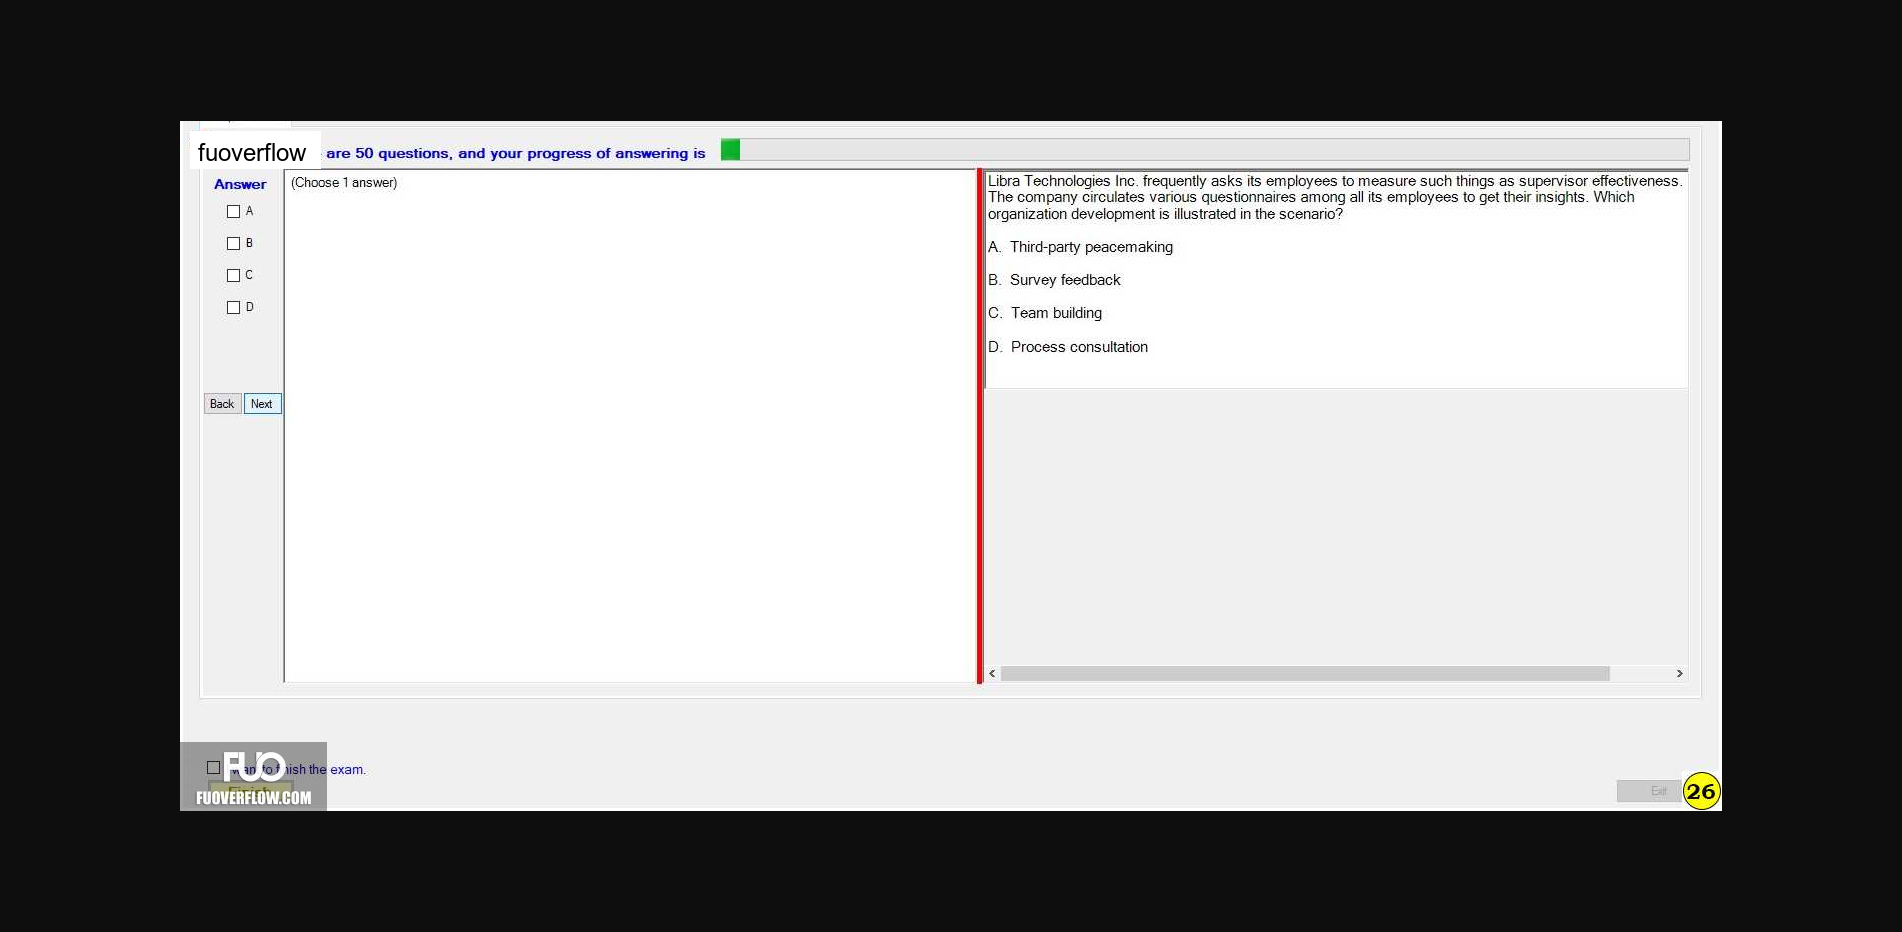 fuoverflow are 50 questions, and your progress of answering is
Answer
A
B
C
D
Back Next
(Choose 1 answer)
Libra Technologies Inc. frequently asks its employees to measure such things as supervisor effectiveness.
The company circulates various questionnaires among all its employees to get their insights. Which
organization development is illustrated in the scenario?
A. Third-party peacemaking
B. Survey feedback
C. Team building
D. Process consultation
want to finish the exam.
Finish
FUO
FUOVERFLOW.COM
Exit
26